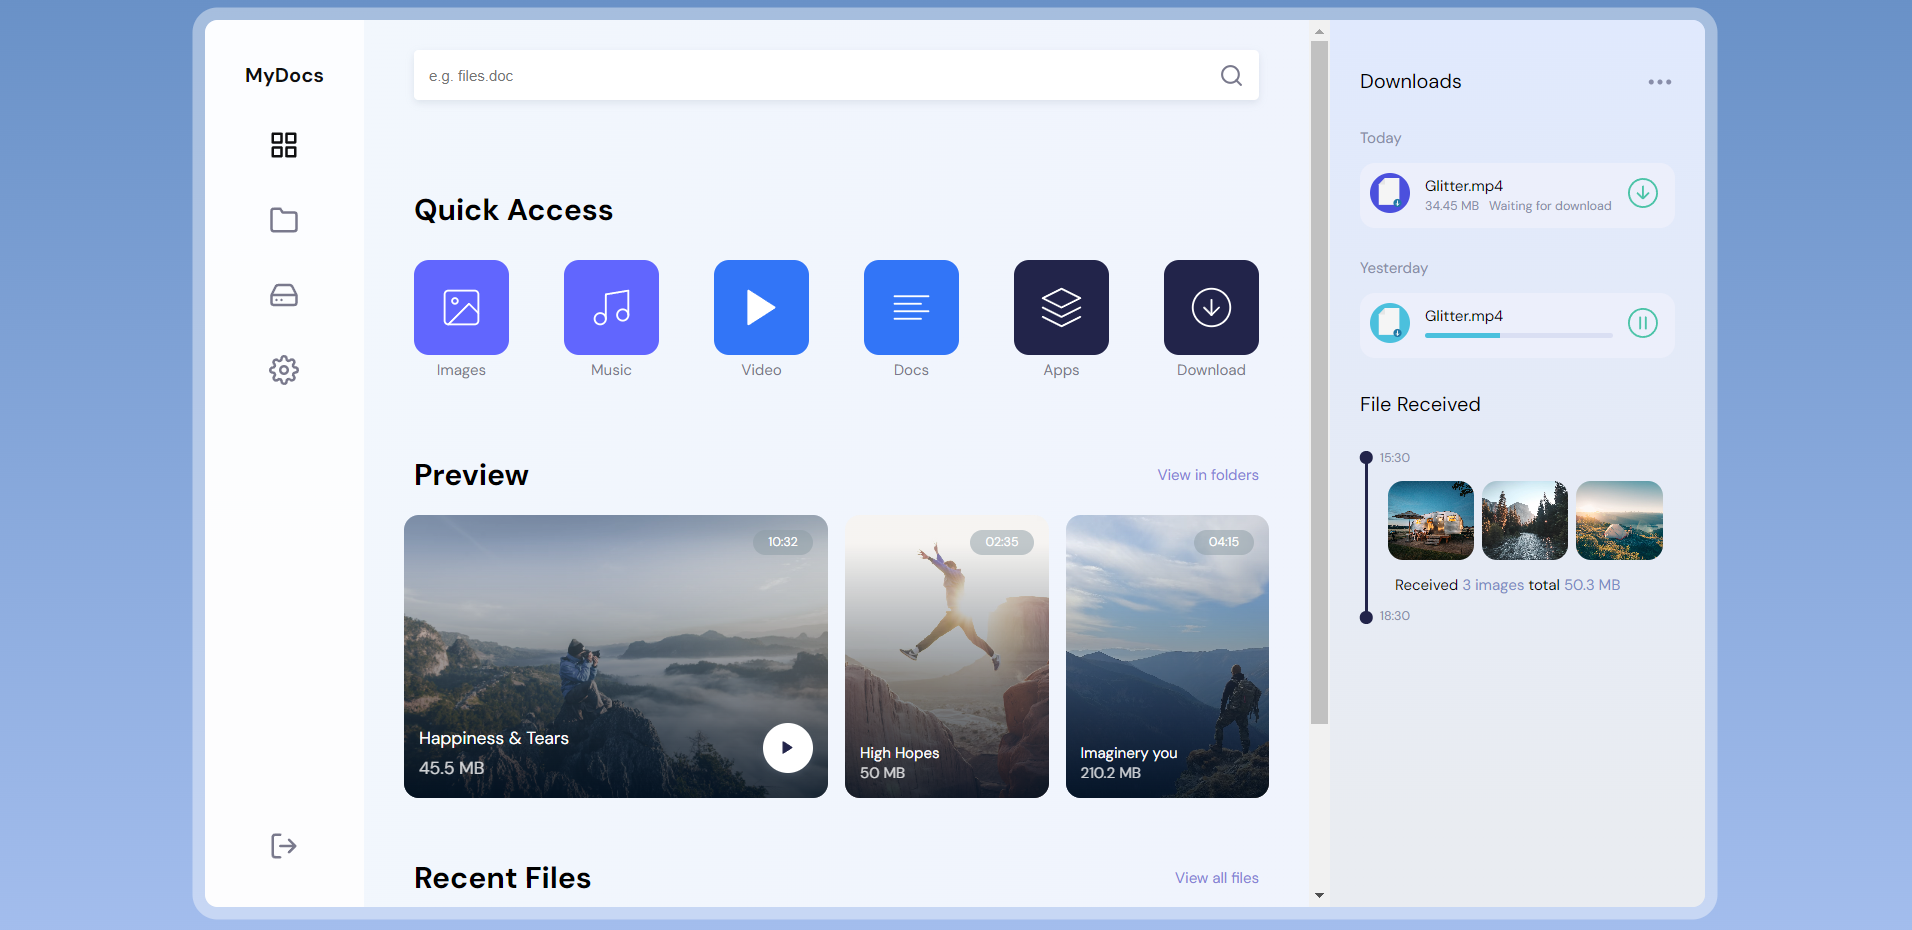 MyDocs
e.g. files.doc
Quick Access
Images
Music
Video
Docs
Apps
Download
Preview
View in folders
10:32
Happiness & Tears
45.5 MB
02:35
High Hopes
50 MB
04:15
Imaginery you
210.2 MB
Recent Files
View all files
Downloads
Today
Glitter.mp4
34.45 MB Waiting for download
Yesterday
Glitter.mp4
File Received
15:30
Received 3 images total 50.3 MB
18:30